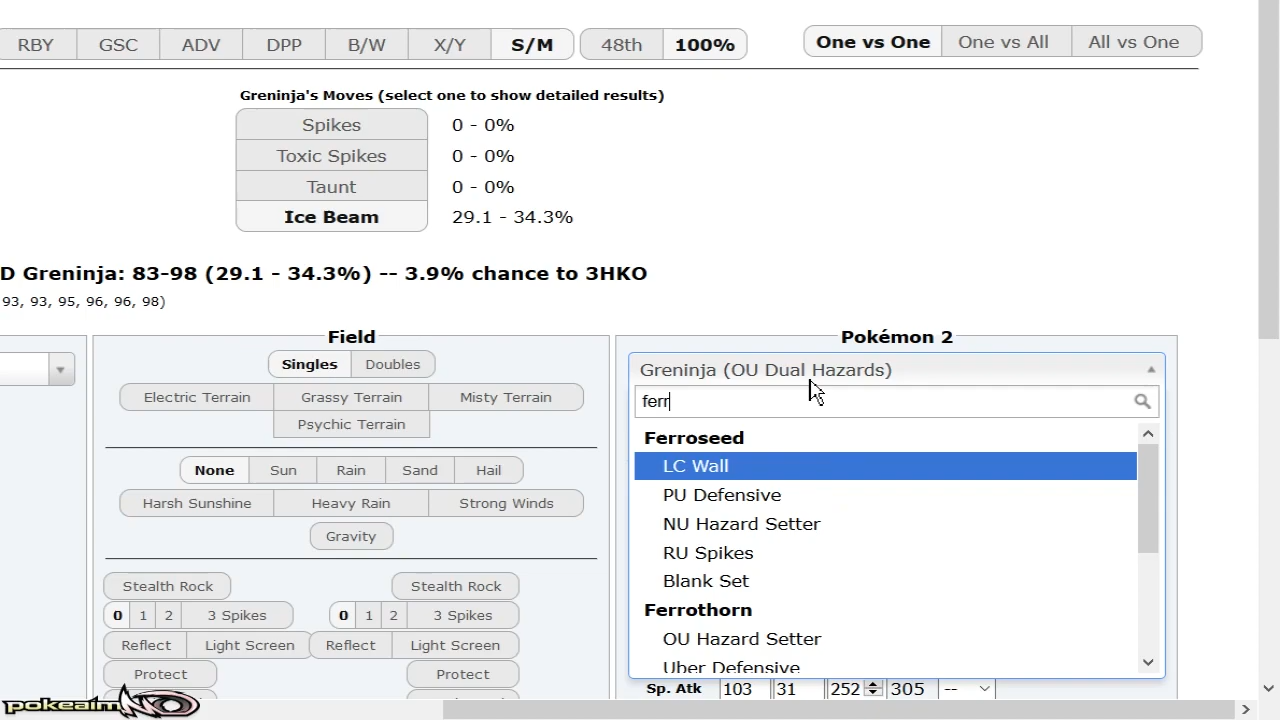 RBY GSC ADV DPP B/W X/Y S/M 48th 100% One vs One One vs All All vs One
Greninja's Moves (select one to show detailed results)
Spikes 0 - 0%
Toxic Spikes 0 - 0%
Taunt 0 - 0%
Ice Beam 29.1 - 34.3%
D Greninja: 83-98 (29.1 - 34.3%) -- 3.9% chance to 3HKO
93, 93, 95, 96, 96, 98)
Field
Singles Doubles
Electric Terrain Grassy Terrain Misty Terrain
Psychic Terrain
None Sun Rain Sand Hail
Harsh Sunshine Heavy Rain Strong Winds
Gravity
Stealth Rock Stealth Rock
0 1 2 3 Spikes 0 1 2 3 Spikes
Reflect Light Screen Reflect Light Screen
Protect Protect
Pokémon 2
Greninja (OU Dual Hazards)
ferr
Ferroseed
LC Wall
PU Defensive
NU Hazard Setter
RU Spikes
Blank Set
Ferrothorn
OU Hazard Setter
Uber Defensive
Sp. Atk 103 31 252 305 --
pokeaimMD